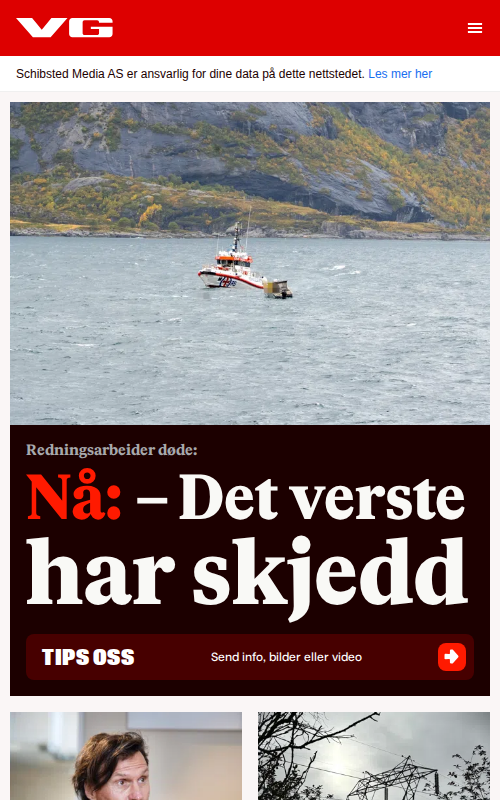 VG
Schibsted Media AS er ansvarlig for dine data på dette nettstedet. Les mer her
Redningsarbeider døde:
Nå: – Det verste
har skjedd
TIPS OSS
Send info, bilder eller video